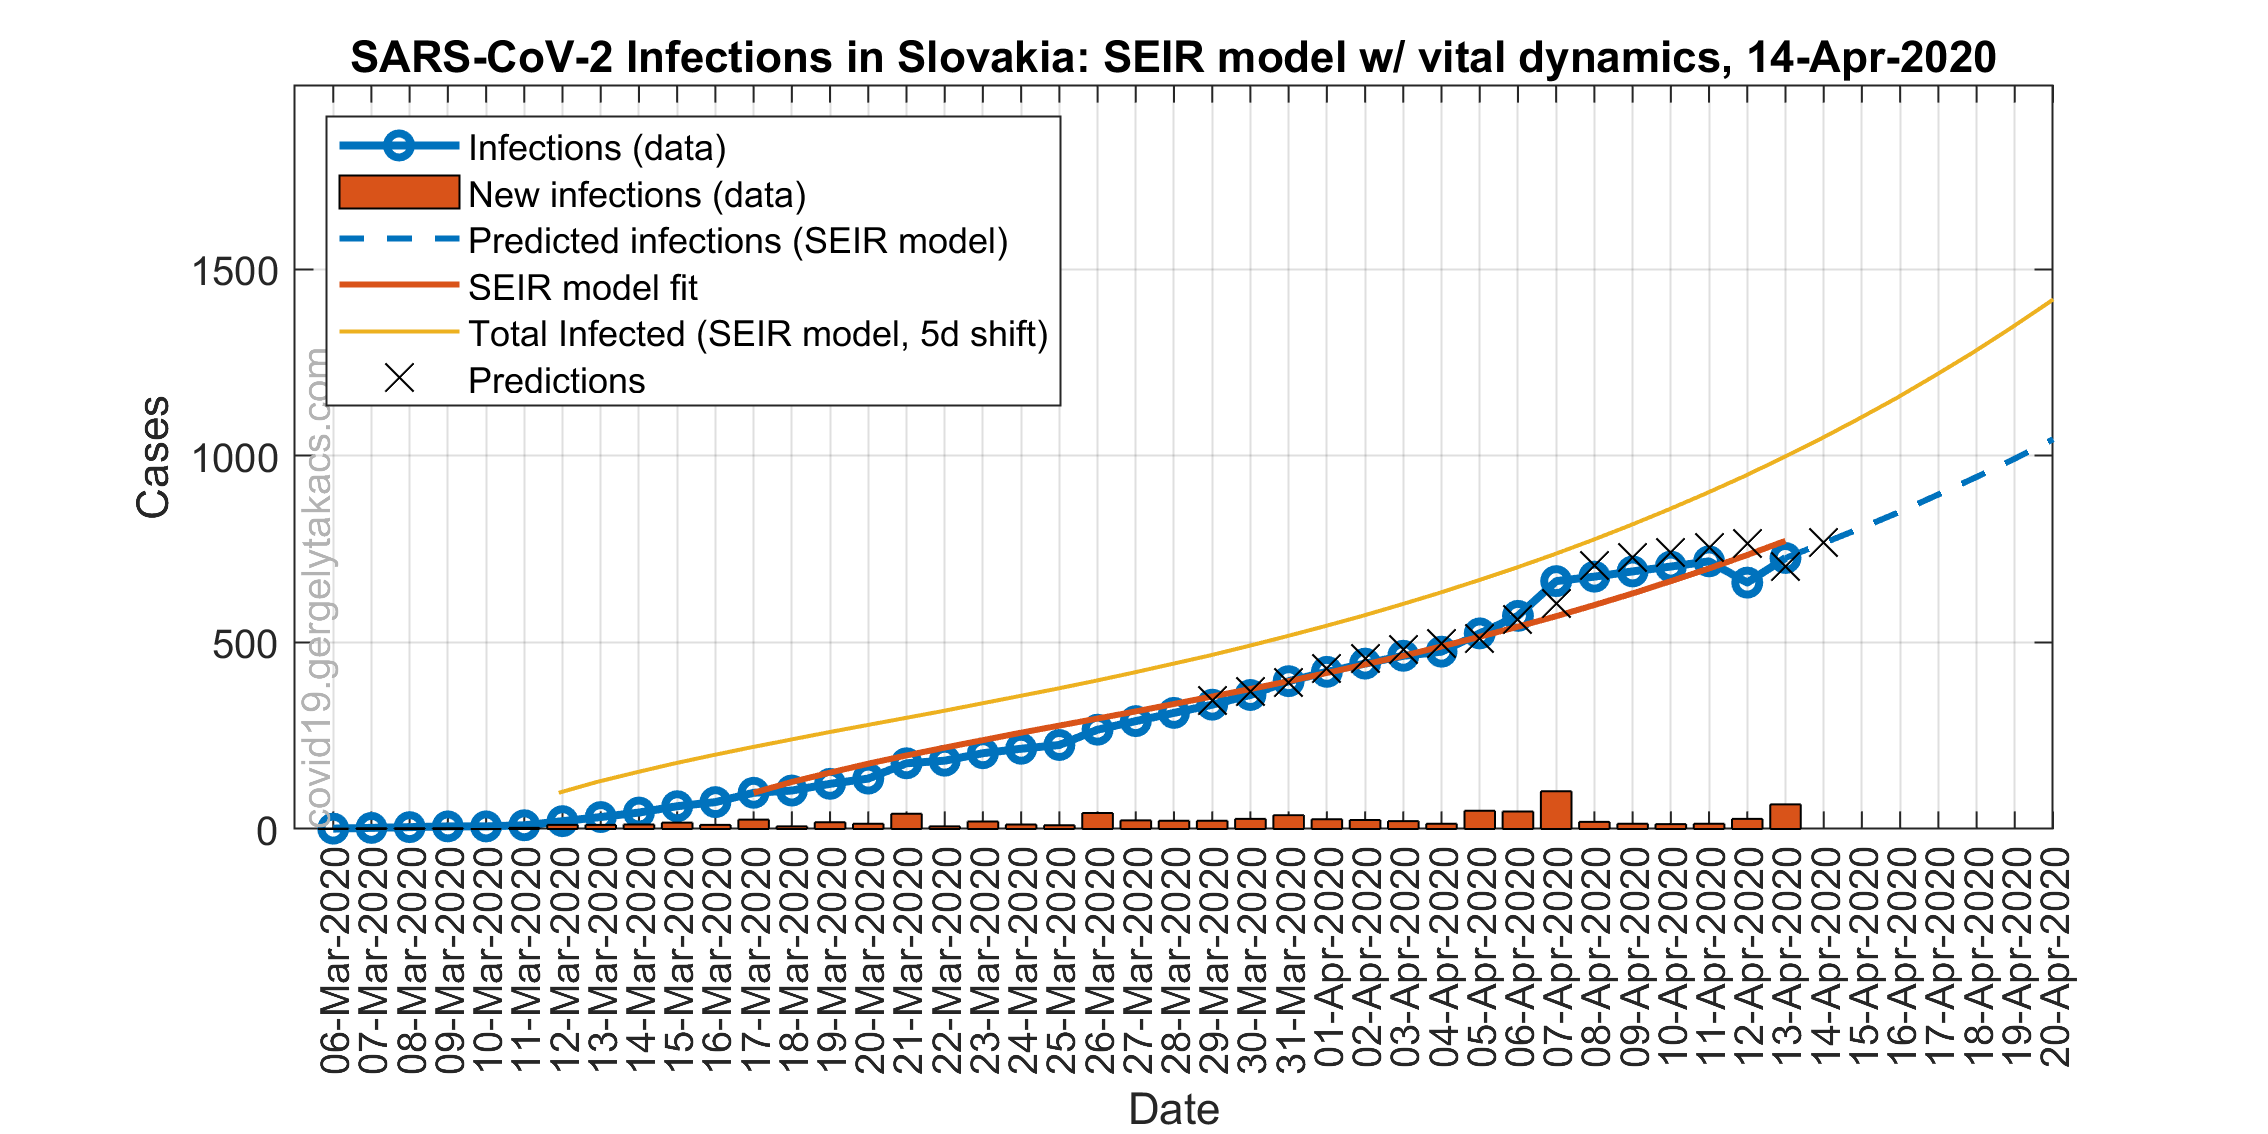 SARS-CoV-2 Infections in Slovakia: SEIR model w/ vital dynamics, 14-Apr-2020
Infections (data)
New infections (data)
Predicted infections (SEIR model)
SEIR model fit
Total Infected (SEIR model, 5d shift)
Predictions
1500
1000
500
0
Cases
covid19.gergelytakacs.com
06-Mar-2020
07-Mar-2020
08-Mar-2020
09-Mar-2020
10-Mar-2020
11-Mar-2020
12-Mar-2020
13-Mar-2020
14-Mar-2020
15-Mar-2020
16-Mar-2020
17-Mar-2020
18-Mar-2020
19-Mar-2020
20-Mar-2020
21-Mar-2020
22-Mar-2020
23-Mar-2020
24-Mar-2020
25-Mar-2020
26-Mar-2020
27-Mar-2020
28-Mar-2020
29-Mar-2020
30-Mar-2020
31-Mar-2020
01-Apr-2020
02-Apr-2020
03-Apr-2020
04-Apr-2020
05-Apr-2020
06-Apr-2020
07-Apr-2020
08-Apr-2020
09-Apr-2020
10-Apr-2020
11-Apr-2020
12-Apr-2020
13-Apr-2020
14-Apr-2020
15-Apr-2020
16-Apr-2020
17-Apr-2020
18-Apr-2020
19-Apr-2020
20-Apr-2020
Date